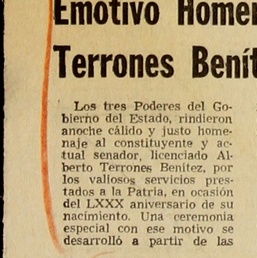 Emotivo Homen
Terrones Benít
Los tres Poderes del Go-
bierno del Estado, rindieron
anoche cálido y justo home-
naje al constituyente y ac-
tual senador, licenciado Al-
berto Terrones Benítez, por
los valiosos servicios pres-
tados a la Patria, en ocasión
del LXXX aniversario de su
nacimiento. Una ceremonia
especial con ese motivo se
desarrolló a partir de las